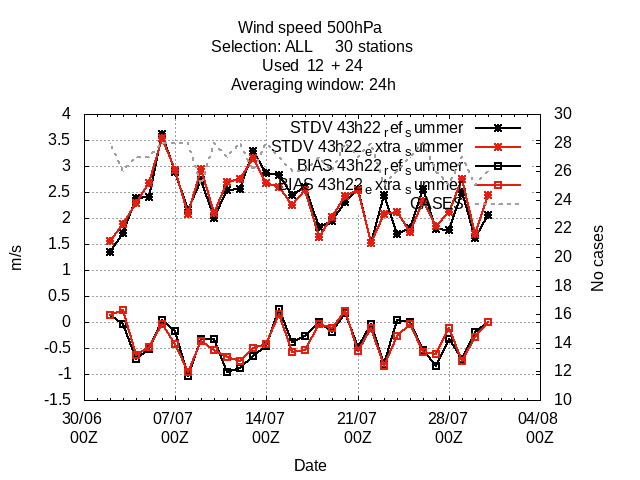 Wind speed 500hPa
Selection: ALL 30 stations
Used 12 + 24
Averaging window: 24h
4 30
STDV 43h22_ref_summer
3.5 28
STDV 43h22_extra_summer
3 BIAS 43h22_ref_summer 26
2.5 BIAS 43h22_extra_summer 24
CASES
2 22
1.5
m/s
1 20
No cases
0.5 18
0 16
-0.5 14
-1 12
-1.5 10
30/06 07/07 14/07 21/07 28/07 04/08
00Z 00Z 00Z 00Z 00Z 00Z
Date